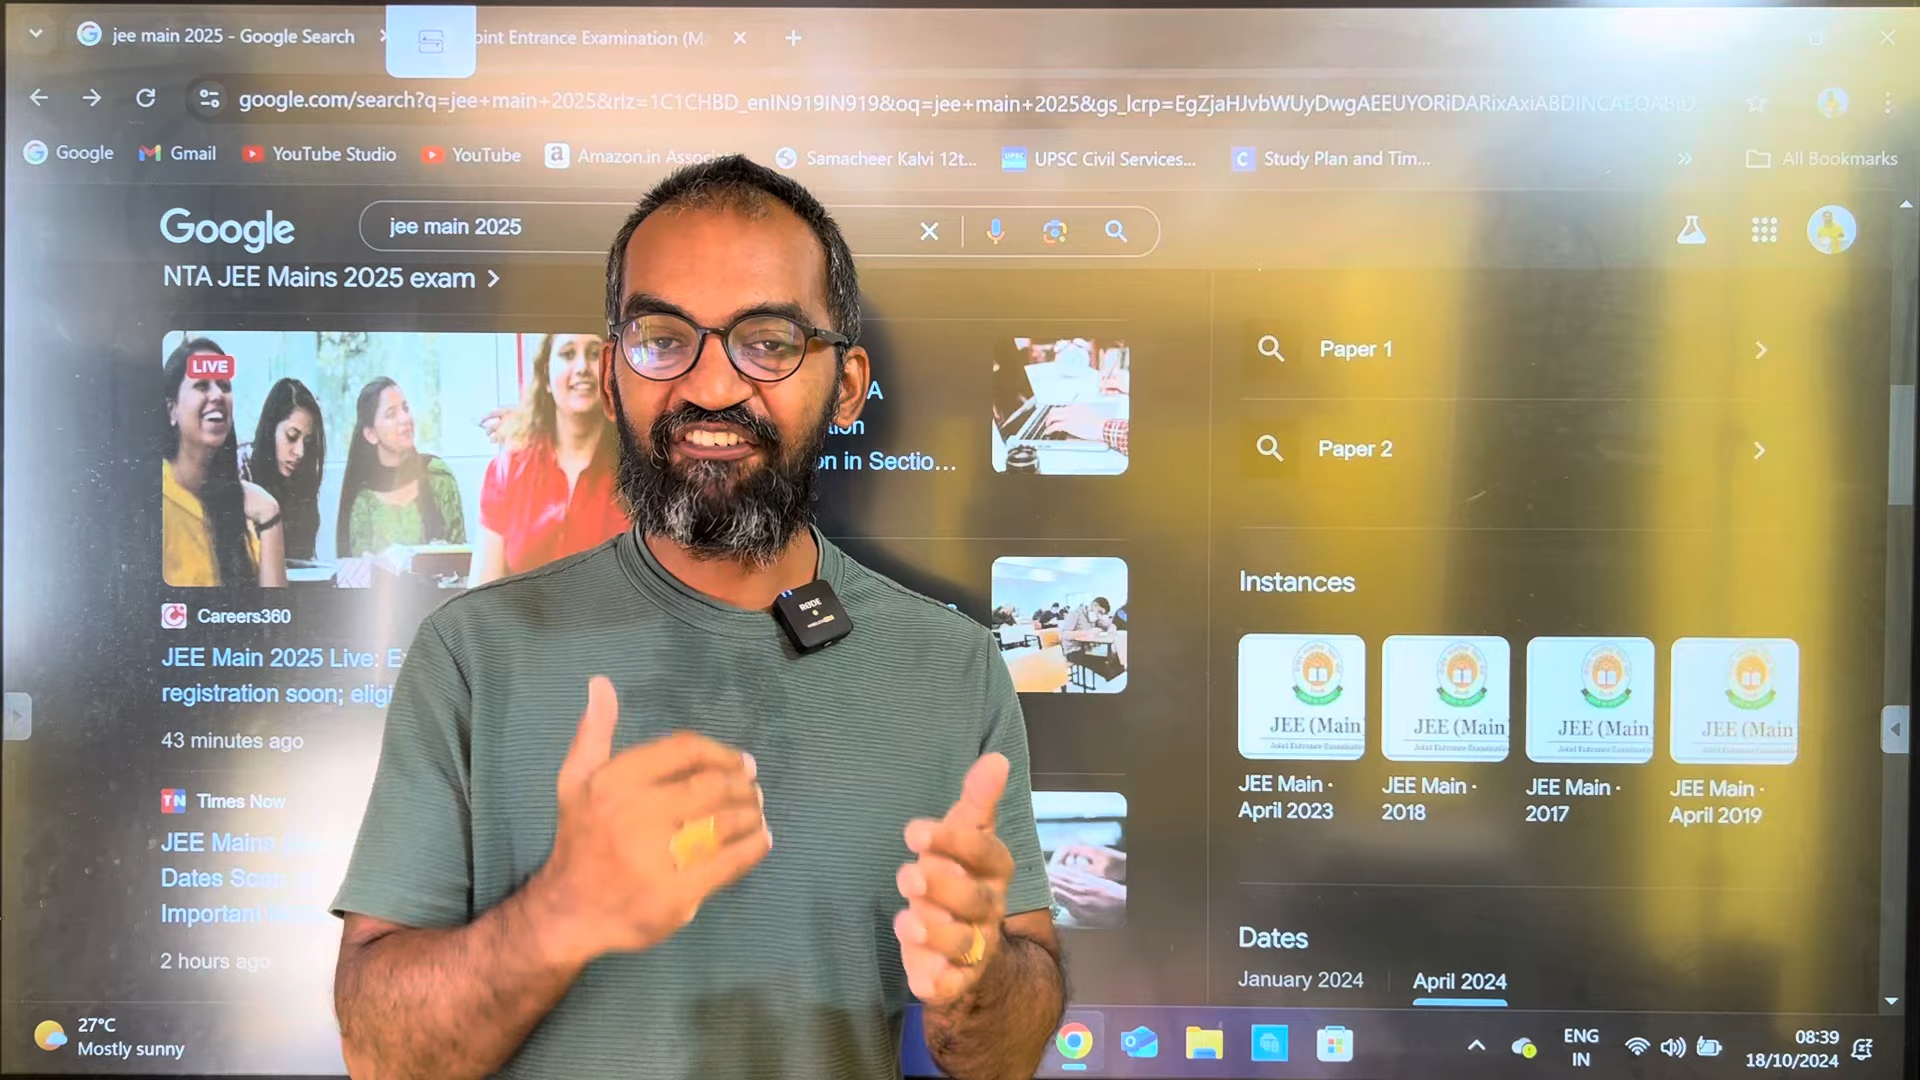 jee main 2025 - Google Search
oint Entrance Examination (M
google.com/search?q=jee+main+2025&rlz=1C1CHBD_enIN919IN919&oq=jee+main+2025&gs_lcrp=EgZjaHJvbWUyDwgAEEUYORiDARixAxiABDINCAEQABiD
Google
Gmail
YouTube Studio
YouTube
Amazon.in Associ
Samacheer Kalvi 12t...
UPSC Civil Services...
Study Plan and Tim...
All Bookmarks
Google
jee main 2025
NTA JEE Mains 2025 exam
LIVE
A
tion
on in Sectio...
Careers360
JEE Main 2025 Live: E
registration soon; eligi
43 minutes ago
Times Now
JEE Mains
Dates Soon
Important
2 hours ago
RODE
Paper 1
Paper 2
Instances
JEE (Main
JEE (Main
JEE (Main
JEE (Main
JEE Main ·
April 2023
JEE Main ·
2018
JEE Main ·
2017
JEE Main ·
April 2019
Dates
January 2024
April 2024
27°C
Mostly sunny
ENG
IN
08:39
18/10/2024